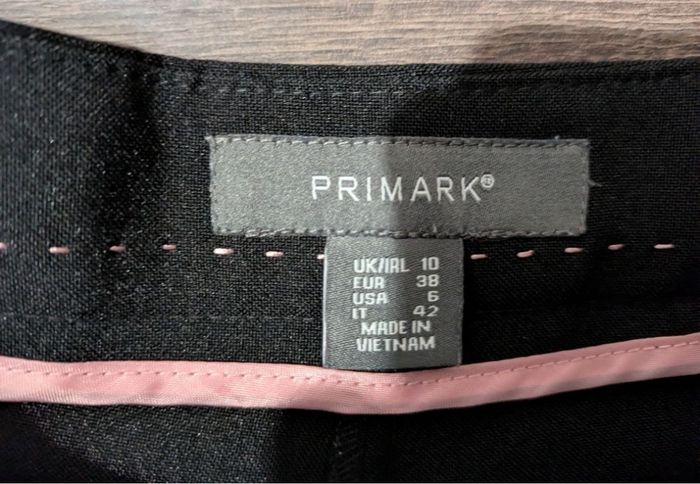 PRIMARK®
UK/IRL 10
EUR 38
USA 6
IT 42
MADE IN
VIETNAM